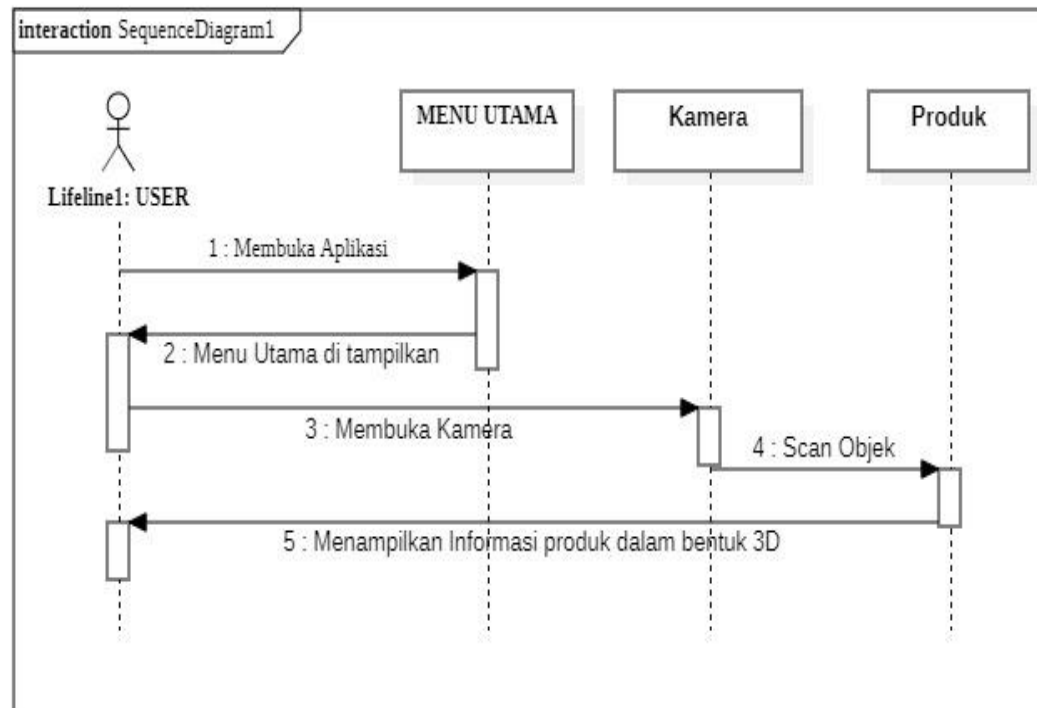 interaction SequenceDiagram1
MENU UTAMA
Kamera
Produk
Lifeline1: USER
1 : Membuka Aplikasi
2 : Menu Utama di tampilkan
3 : Membuka Kamera
4 : Scan Objek
5 : Menampilkan Informasi produk dalam bentuk 3D